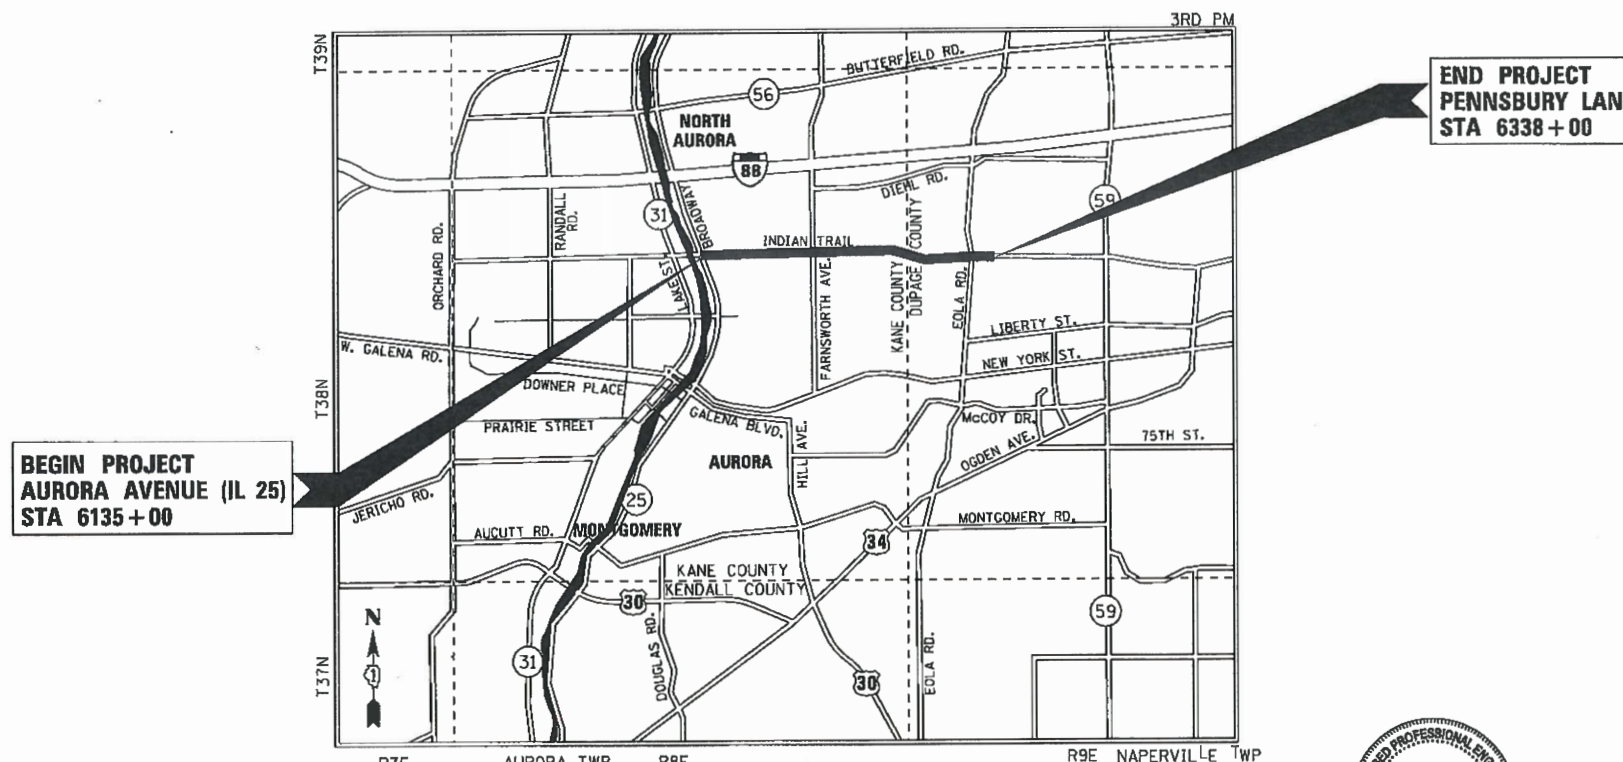 3RD PM
T39N
BUTTERFIELD RD.
END PROJECT
PENNSBURY LAN
STA 6338+00
56
NORTH
AURORA
88
DIEHL RD.
59
RANDALL
RD.
31
BROADWAY
ORCHARD RD.
INDIAN TRAIL
LAKE ST.
FARNSWORTH AVE.
KANE COUNTY
DUPAGE COUNTY
EOLA RD.
LIBERTY ST.
W. GALENA RD.
NEW YORK ST.
T38N
DOWNER PLACE
PRAIRIE STREET
GALENA BLVD.
McCOY DR.
HILL AVE.
OGDEN AVE.
75TH ST.
BEGIN PROJECT
AURORA AVENUE (IL 25)
STA 6135+00
AURORA
JERICHO RD.
25
AUCUTT RD.
MONTGOMERY
MONTGOMERY RD.
34
KANE COUNTY
KENDALL COUNTY
30
59
N
DOUGLAS RD.
EOLA RD.
T37N
31
30
R7E
AURORA TWP
R8E
R9E NAPERVILLE TWP
PROFESSIONAL